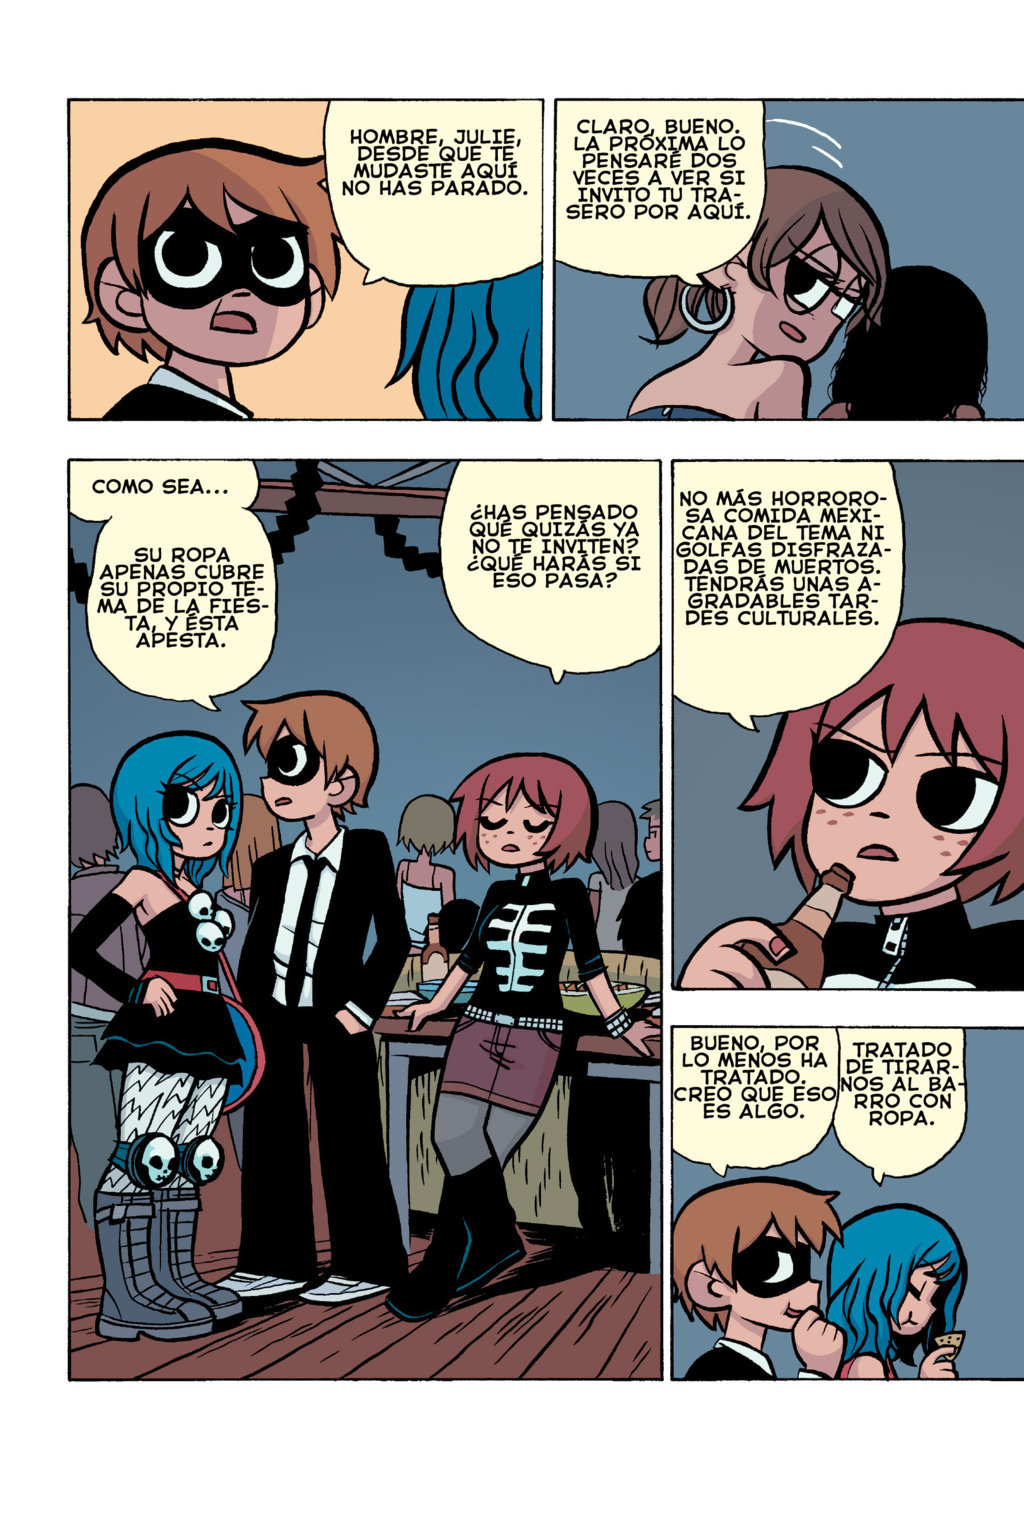 HOMBRE, JULIE,
DESDE QUE TE
MUDASTE AQUÍ
NO HAS PARADO.
CLARO, BUENO.
LA PRÓXIMA LO
PENSARÉ DOS
VECES A VER SI
INVITO TU TRA-
SERO POR AQUÍ.
COMO SEA...
SU ROPA
APENAS CUBRE
SU PROPIO TE-
MA DE LA FIES-
TA, Y ÉSTA
APESTA.
¿HAS PENSADO
QUÉ QUIZÁS YA
NO TE INVITEN?
¿QUÉ HARÁS SI
ESO PASA?
NO MÁS HORRORO-
SA COMIDA MEXI-
CANA DEL TEMA NI
GOLFAS DISFRAZA-
DAS DE MUERTOS.
TENDRÁS UNAS A-
GRADABLES TAR-
DES CULTURALES.
BUENO, POR
LO MENOS HA
TRATADO.
CREO QUE ESO
ES ALGO.
TRATADO
DE TIRAR-
NOS AL BA-
RRO CON
ROPA.